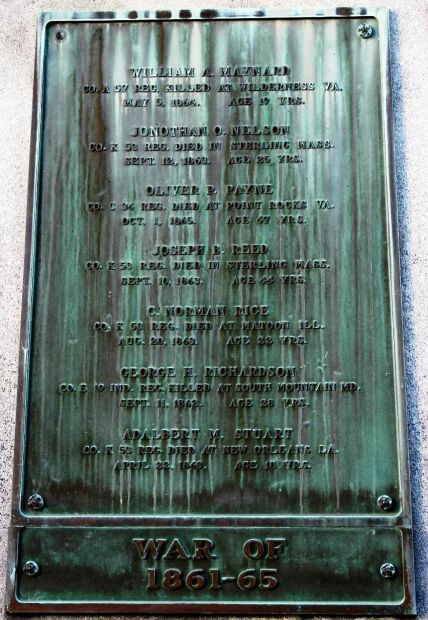 WILLIAM A. MAYNARD
CO. A 57 REG. KILLED AT WILDERNESS VA.
MAY 5, 1864. AGE 19 YRS.
JONOTHAN O. NELSON
CO. K 53 REG. DIED IN STERLING MASS.
SEPT. 12, 1863. AGE 25 YRS.
OLIVER P. PAYNE
CO. C 34 REG. DIED AT POINT ROCKS VA.
OCT. 1, 1865. AGE 47 YRS.
JOSEPH B. REED
CO. K 53 REG. DIED IN STERLING MASS.
SEPT. 10, 1863. AGE 44 YRS.
C. NORMAN RICE
CO. K 53 REG. DIED AT MATOON ILL.
AUG. 20, 1863. AGE 22 YRS.
GEORGE H. RICHARDSON
CO. E 19 IND. REG. KILLED AT SOUTH MOUNTAIN MD.
SEPT. 11, 1862. AGE 28 YRS.
ADALBERT M. STUART
CO. K 53 REG. DIED AT NEW ORLEANS LA.
APRIL 22, 1863. AGE 18 YRS.
WAR OF
1861-65